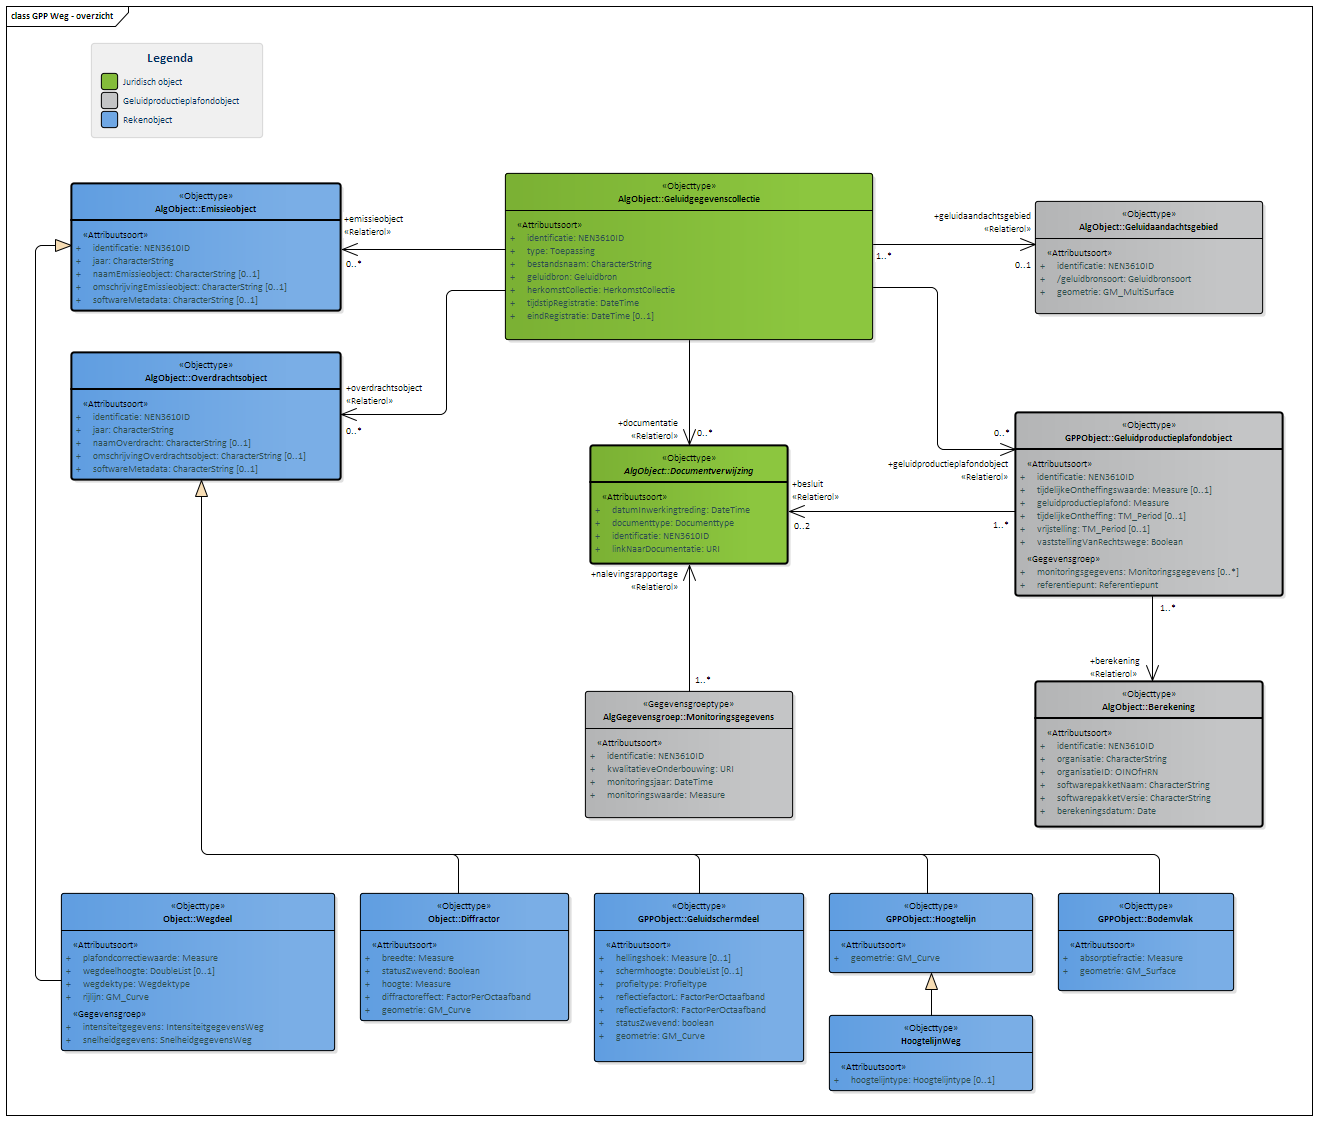 class GPP Weg - overzicht
Legenda
Juridisch object
Geluidproductieplafondobject
Rekenobject
«Objecttype»
AlgObject::Emissieobject
«Attribuutsoort»
+ identificatie: NEN3610ID
+ jaar: CharacterString
+ naamEmissieobject: CharacterString [0..1]
+ omschrijvingEmissieobject: CharacterString [0..1]
+ softwareMetadata: CharacterString [0..1]
+emissieobject
«Relatierol»
0..*
«Objecttype»
AlgObject::Geluidgegevenscollectie
«Attribuutsoort»
+ identificatie: NEN3610ID
+ type: Toepassing
+ bestandsnaam: CharacterString
+ geluidbron: Geluidbron
+ herkomstCollectie: HerkomstCollectie
+ tijdstipRegistratie: DateTime
+ eindRegistratie: DateTime [0..1]
+geluidaandachtsgebied
«Relatierol»
1..*
0..1
«Objecttype»
AlgObject::Geluidaandachtsgebied
«Attribuutsoort»
+ identificatie: NEN3610ID
+ /geluidbronsoort: Geluidbronsoort
+ geometrie: GM_MultiSurface
«Objecttype»
AlgObject::Overdrachtsobject
«Attribuutsoort»
+ identificatie: NEN3610ID
+ jaar: CharacterString
+ naamOverdracht: CharacterString [0..1]
+ omschrijvingOverdrachtsobject: CharacterString [0..1]
+ softwareMetadata: CharacterString [0..1]
+overdrachtsobject
«Relatierol»
0..*
+documentatie
«Relatierol»
0..*
«Objecttype»
AlgObject::Documentverwijzing
«Attribuutsoort»
+ datumInwerkingtreding: DateTime
+ documenttype: Documenttype
+ identificatie: NEN3610ID
+ linkNaarDocumentatie: URI
+besluit
«Relatierol»
0..2
1..*
0..*
+geluidproductieplafondobject
«Relatierol»
«Objecttype»
GPPObject::Geluidproductieplafondobject
«Attribuutsoort»
+ identificatie: NEN3610ID
+ tijdelijkeOntheffingswaarde: Measure [0..1]
+ geluidproductieplafond: Measure
+ tijdelijkeOntheffing: TM_Period [0..1]
+ vrijstelling: TM_Period [0..1]
+ vaststellingVanRechtswege: Boolean
«Gegevensgroep»
+ monitoringsgegevens: Monitoringsgegevens [0..*]
+ referentiepunt: Referentiepunt
+nalevingsrapportage
«Relatierol»
1..*
«Gegevensgroeptype»
AlgGegevensgroep::Monitoringsgegevens
«Attribuutsoort»
+ identificatie: NEN3610ID
+ kwalitatieveOnderbouwing: URI
+ monitoringsjaar: DateTime
+ monitoringswaarde: Measure
1..*
+berekening
«Relatierol»
«Objecttype»
AlgObject::Berekening
«Attribuutsoort»
+ identificatie: NEN3610ID
+ organisatie: CharacterString
+ organisatieID: OINOfHRN
+ softwarepakketNaam: CharacterString
+ softwarepakketVersie: CharacterString
+ berekeningsdatum: Date
«Objecttype»
Object::Wegdeel
«Attribuutsoort»
+ plafondcorrectiewaarde: Measure
+ wegdeelhoogte: DoubleList [0..1]
+ wegdektype: Wegdektype
+ rijlijn: GM_Curve
«Gegevensgroep»
+ intensiteitgegevens: IntensiteitgegevensWeg
+ snelheidgegevens: SnelheidgegevensWeg
«Objecttype»
Object::Diffractor
«Attribuutsoort»
+ breedte: Measure
+ statusZwevend: Boolean
+ hoogte: Measure
+ diffractoreffect: FactorPerOctaafband
+ geometrie: GM_Curve
«Objecttype»
GPPObject::Geluidschermdeel
«Attribuutsoort»
+ hellingshoek: Measure [0..1]
+ schermhoogte: DoubleList [0..1]
+ profieltype: Profieltype
+ reflectiefactorL: FactorPerOctaafband
+ reflectiefactorR: FactorPerOctaafband
+ statusZwevend: boolean
+ geometrie: GM_Curve
«Objecttype»
GPPObject::Hoogtelijn
«Attribuutsoort»
+ geometrie: GM_Curve
«Objecttype»
HoogtelijnWeg
«Attribuutsoort»
+ hoogtelijntype: Hoogtelijntype [0..1]
«Objecttype»
GPPObject::Bodemvlak
«Attribuutsoort»
+ absorptiefractie: Measure
+ geometrie: GM_Surface